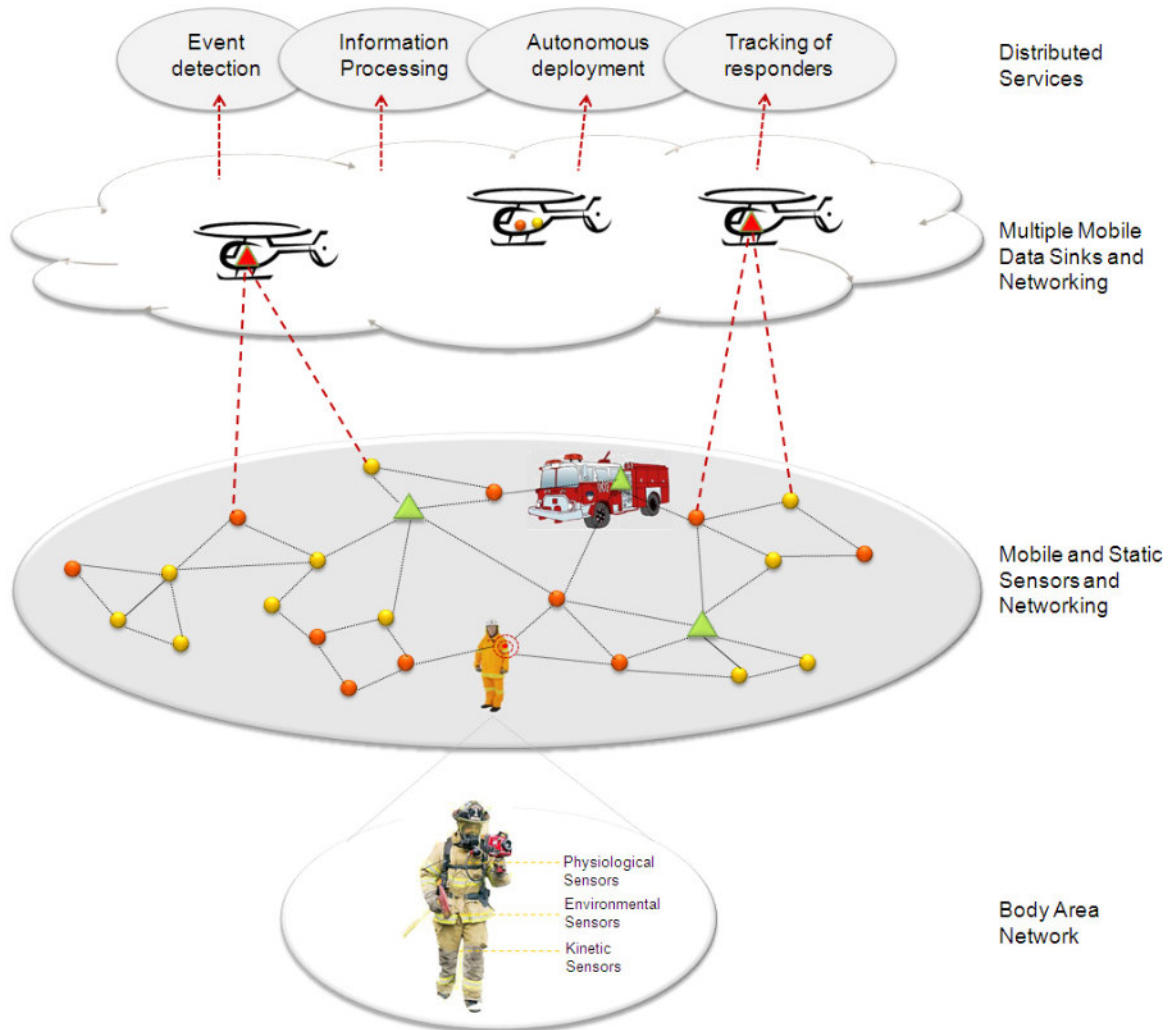 Event
detection
Information
Processing
Autonomous
deployment
Tracking of
responders
Distributed
Services
Multiple Mobile
Data Sinks and
Networking
Mobile and Static
Sensors and
Networking
Physiological
Sensors
Environmental
Sensors
Kinetic
Sensors
Body Area
Network